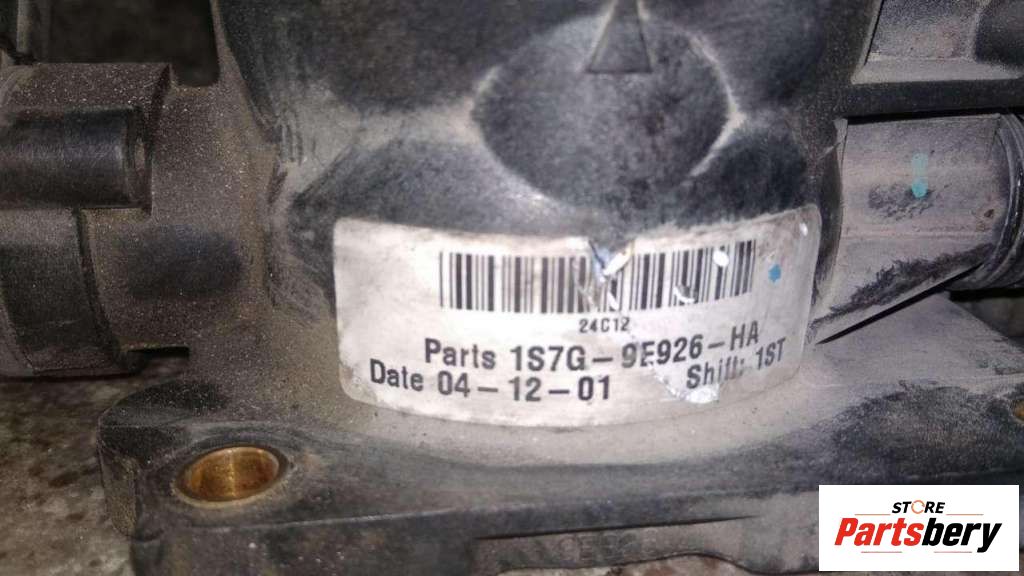 24C12
Parts 1S7G-9E926-HA
Date 04-12-01 Shift: 1ST
STORE
Partsbery